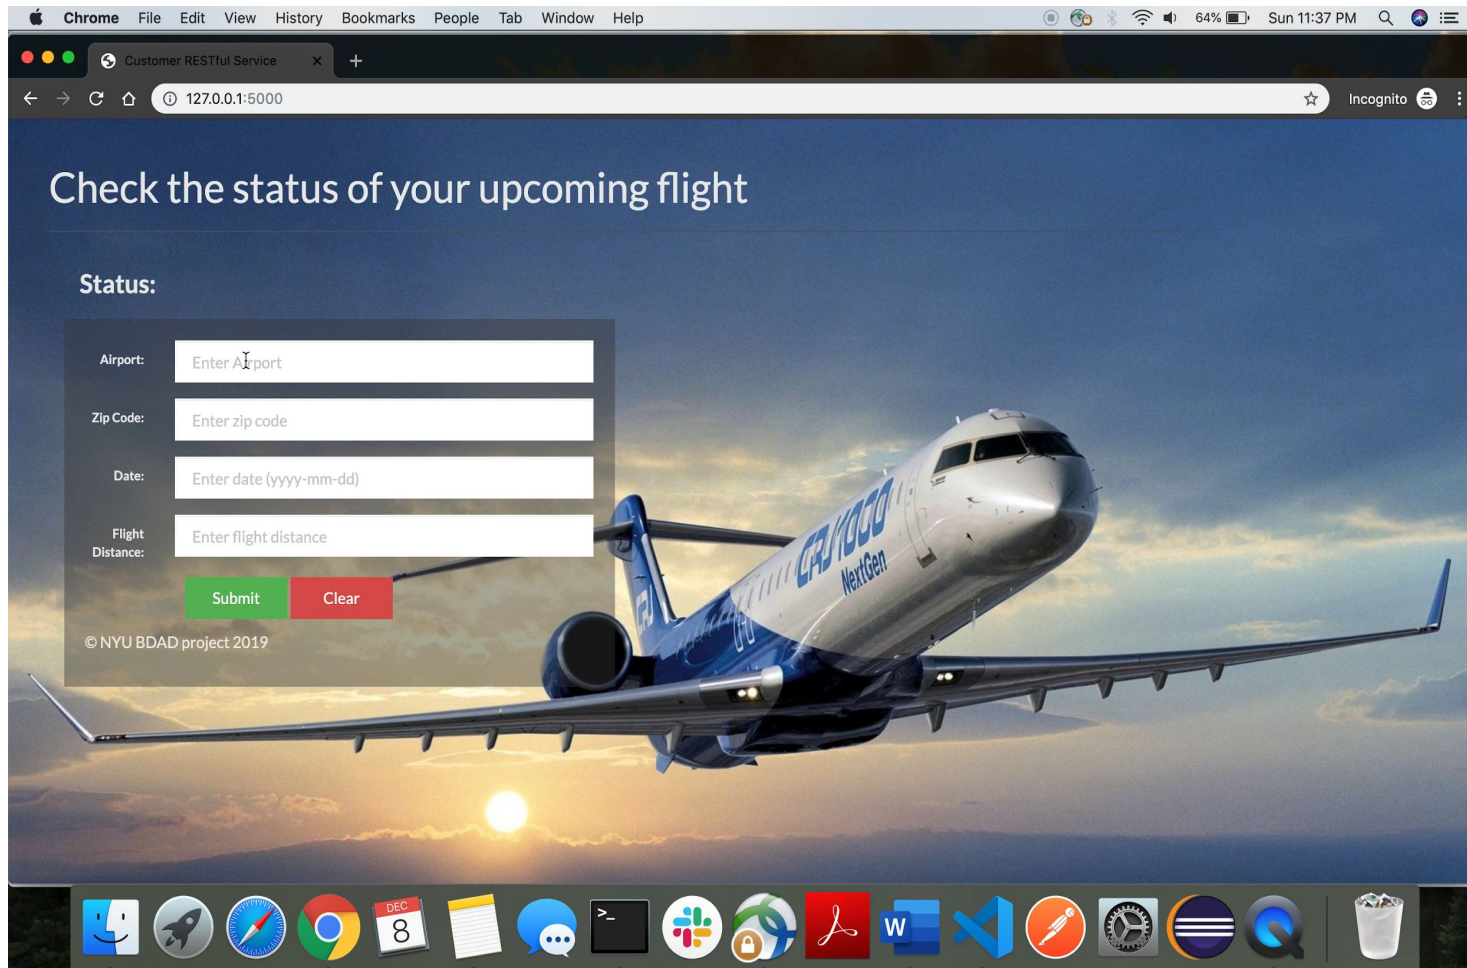 Chrome File Edit View History Bookmarks People Tab Window Help 64% Sun 11:37 PM
Customer RESTful Service
127.0.0.1:5000 Incognito
Check the status of your upcoming flight
Status:
Airport: Enter Airport
Zip Code: Enter zip code
Date: Enter date (yyyy-mm-dd)
Flight Distance: Enter flight distance
Submit Clear
© NYU BDAD project 2019
NextGen
CRJ
DEC
8
>_
W